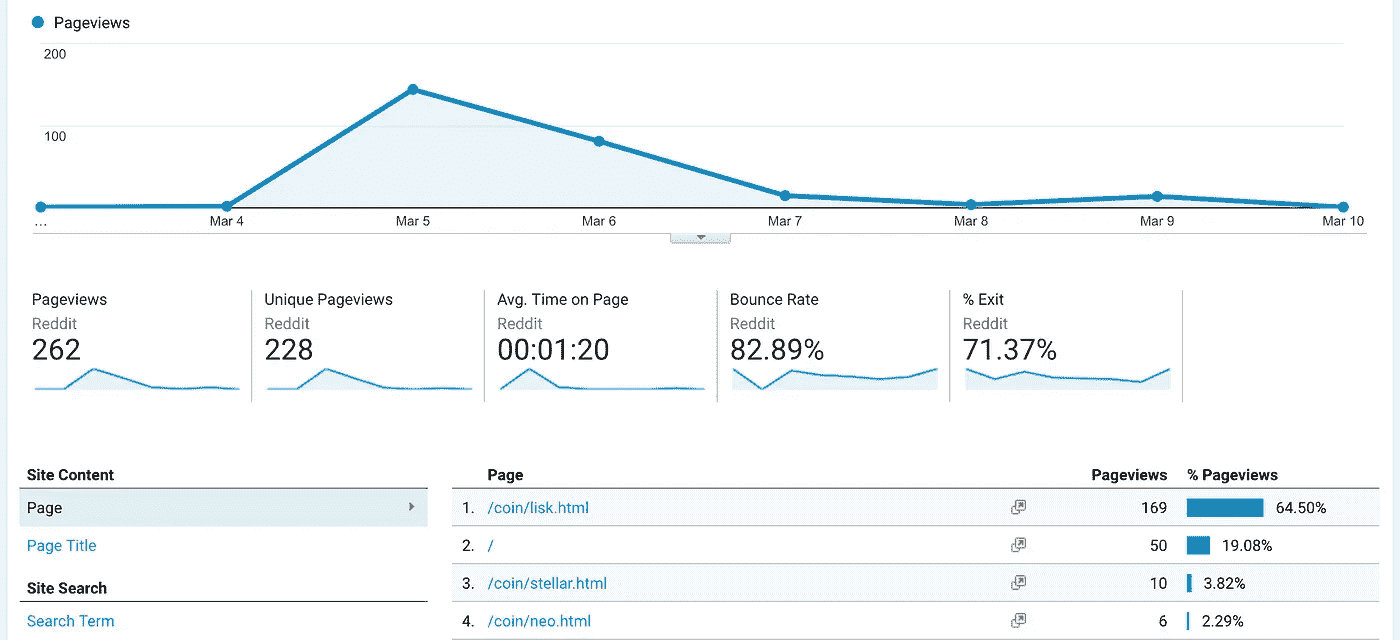 Pageviews
200
100
... Mar 4 Mar 5 Mar 6 Mar 7 Mar 8 Mar 9 Mar 10
Pageviews Unique Pageviews Avg. Time on Page Bounce Rate % Exit
Reddit Reddit Reddit Reddit Reddit
262 228 00:01:20 82.89% 71.37%
Site Content
Page
Page Title
Site Search
Search Term
Page Pageviews % Pageviews
1. /coin/lisk.html 169 64.50%
2. / 50 19.08%
3. /coin/stellar.html 10 3.82%
4. /coin/neo.html 6 2.29%